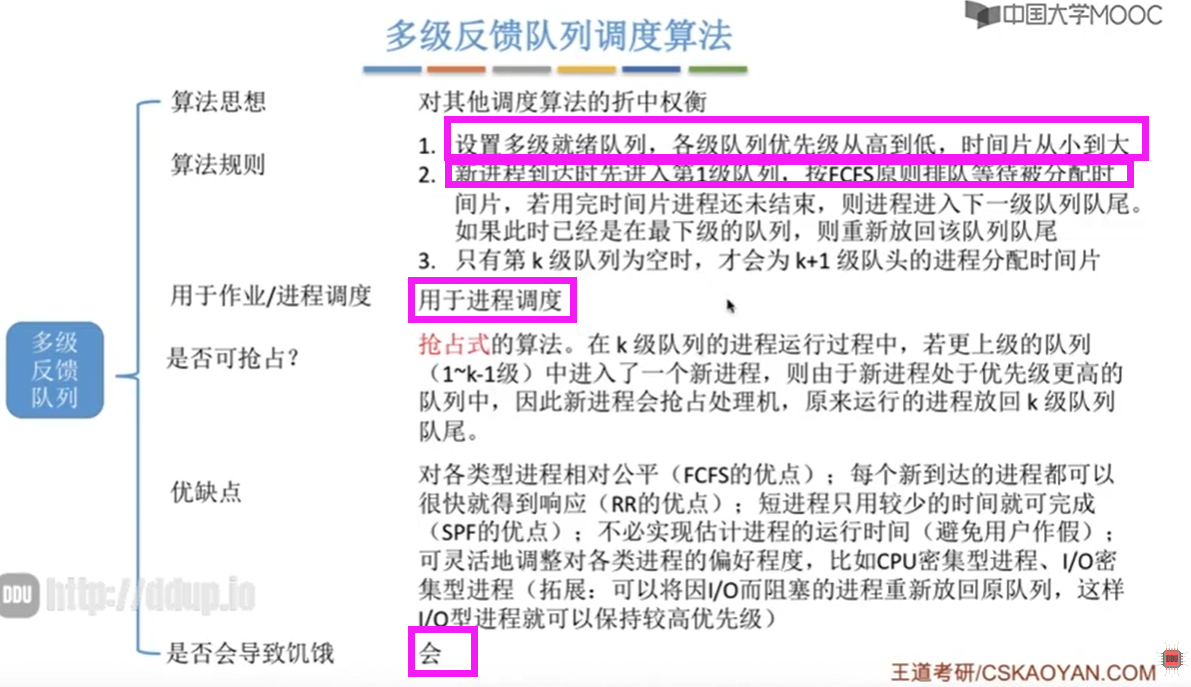 中国大学MOOC
多级反馈队列调度算法
算法思想
对其他调度算法的折中权衡
算法规则
1. 设置多级就绪队列，各级队列优先级从高到低，时间片从小到大
2. 新进程到达时先进入第1级队列，按FCFS原则排队等待被分配时
间片，若用完时间片进程还未结束，则进程进入下一级队列队尾。
如果此时已经是在最下级的队列，则重新放回该队列队尾
3. 只有第 k 级队列为空时，才会为 k+1 级队头的进程分配时间片
用于作业/进程调度
用于进程调度
多级
反馈
队列
是否可抢占？
抢占式的算法。在 k 级队列的进程运行过程中，若更上级的队列
（1~k-1级）中进入了一个新进程，则由于新进程处于优先级更高的
队列中，因此新进程会抢占处理机，原来运行的进程放回 k 级队列
队尾。
优缺点
对各类型进程相对公平（FCFS的优点）；每个新到达的进程都可以
很快就得到响应（RR的优点）；短进程只用较少的时间就可完成
（SPF的优点）；不必实现估计进程的运行时间（避免用户作假）；
可灵活地调整对各类进程的偏好程度，比如CPU密集型进程、I/O密
集型进程（拓展：可以将因I/O而阻塞的进程重新放回原队列，这样
I/O型进程就可以保持较高优先级）
DDU http://ddup.io
是否会导致饥饿
会
王道考研/CSKAOYAN.COM
DDU